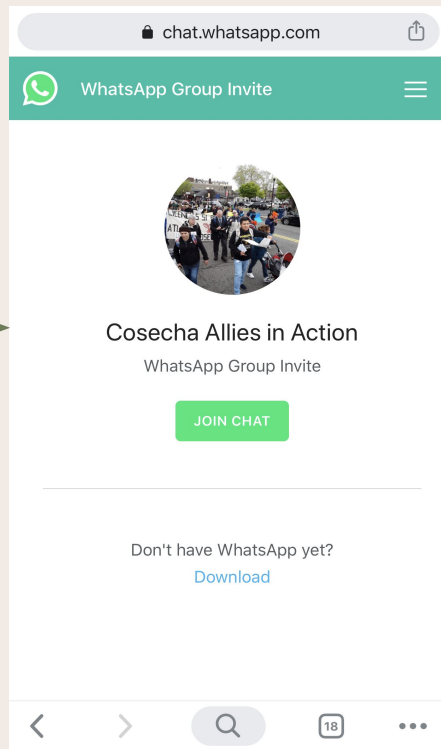 chat.whatsapp.com
WhatsApp Group Invite
Cosecha Allies in Action
WhatsApp Group Invite
JOIN CHAT
Don't have WhatsApp yet?
Download
18